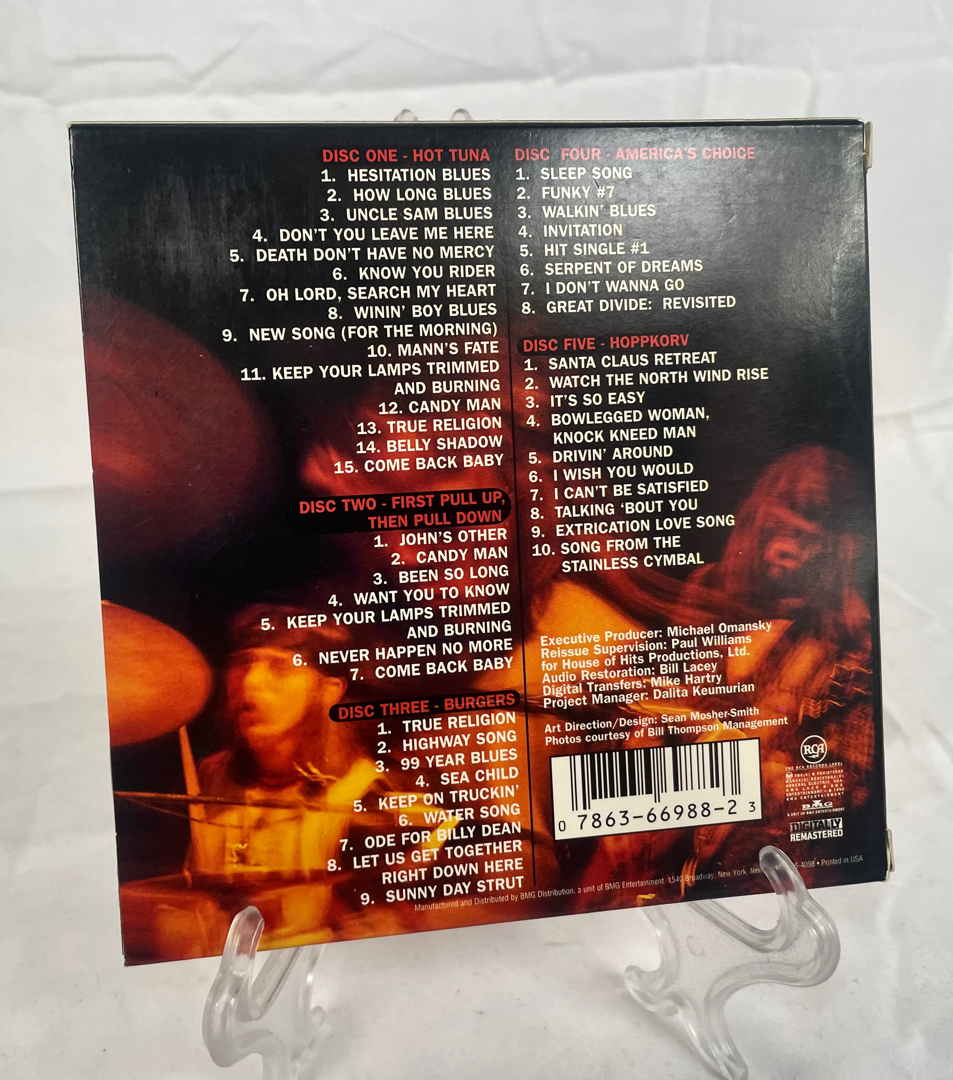 DISC ONE - HOT TUNA
1. HESITATION BLUES
2. HOW LONG BLUES
3. UNCLE SAM BLUES
4. DON'T YOU LEAVE ME HERE
5. DEATH DON'T HAVE NO MERCY
6. KNOW YOU RIDER
7. OH LORD, SEARCH MY HEART
8. WININ' BOY BLUES
9. NEW SONG (FOR THE MORNING)
10. MANN'S FATE
11. KEEP YOUR LAMPS TRIMMED
AND BURNING
12. CANDY MAN
13. TRUE RELIGION
14. BELLY SHADOW
15. COME BACK BABY
DISC TWO - FIRST PULL UP,
THEN PULL DOWN
1. JOHN'S OTHER
2. CANDY MAN
3. BEEN SO LONG
4. WANT YOU TO KNOW
5. KEEP YOUR LAMPS TRIMMED
AND BURNING
6. NEVER HAPPEN NO MORE
7. COME BACK BABY
DISC THREE - BURGERS
1. TRUE RELIGION
2. HIGHWAY SONG
3. 99 YEAR BLUES
4. SEA CHILD
5. KEEP ON TRUCKIN'
6. WATER SONG
7. ODE FOR BILLY DEAN
8. LET US GET TOGETHER
RIGHT DOWN HERE
9. SUNNY DAY STRUT
DISC FOUR - AMERICA'S CHOICE
1. SLEEP SONG
2. FUNKY #7
3. WALKIN' BLUES
4. INVITATION
5. HIT SINGLE #1
6. SERPENT OF DREAMS
7. I DON'T WANNA GO
8. GREAT DIVIDE: REVISITED
DISC FIVE - HOPPKORV
1. SANTA CLAUS RETREAT
2. WATCH THE NORTH WIND RISE
3. IT'S SO EASY
4. BOWLEGGED WOMAN,
KNOCK KNEED MAN
5. DRIVIN' AROUND
6. I WISH YOU WOULD
7. I CAN'T BE SATISFIED
8. TALKING 'BOUT YOU
9. EXTRICATION LOVE SONG
10. SONG FROM THE
STAINLESS CYMBAL
Executive Producer: Michael Omansky
Reissue Supervision: Paul Williams
for House of Hits Productions, Ltd.
Audio Restoration: Bill Lacey
Digital Transfers: Mike Hartry
Project Manager: Dalita Keumurian
Art Direction/Design: Sean Mosher-Smith
Photos courtesy of Bill Thompson Management
0 7863-66988-2 3
RCA
THE RCA RECORDS LABEL
BMG
A UNIT OF BMG ENTERTAINMENT
DIGITALLY
REMASTERED
Manufactured and Distributed by BMG Distribution, a unit of BMG Entertainment, 1540 Broadway, New York, New 6-4098 • Printed in USA